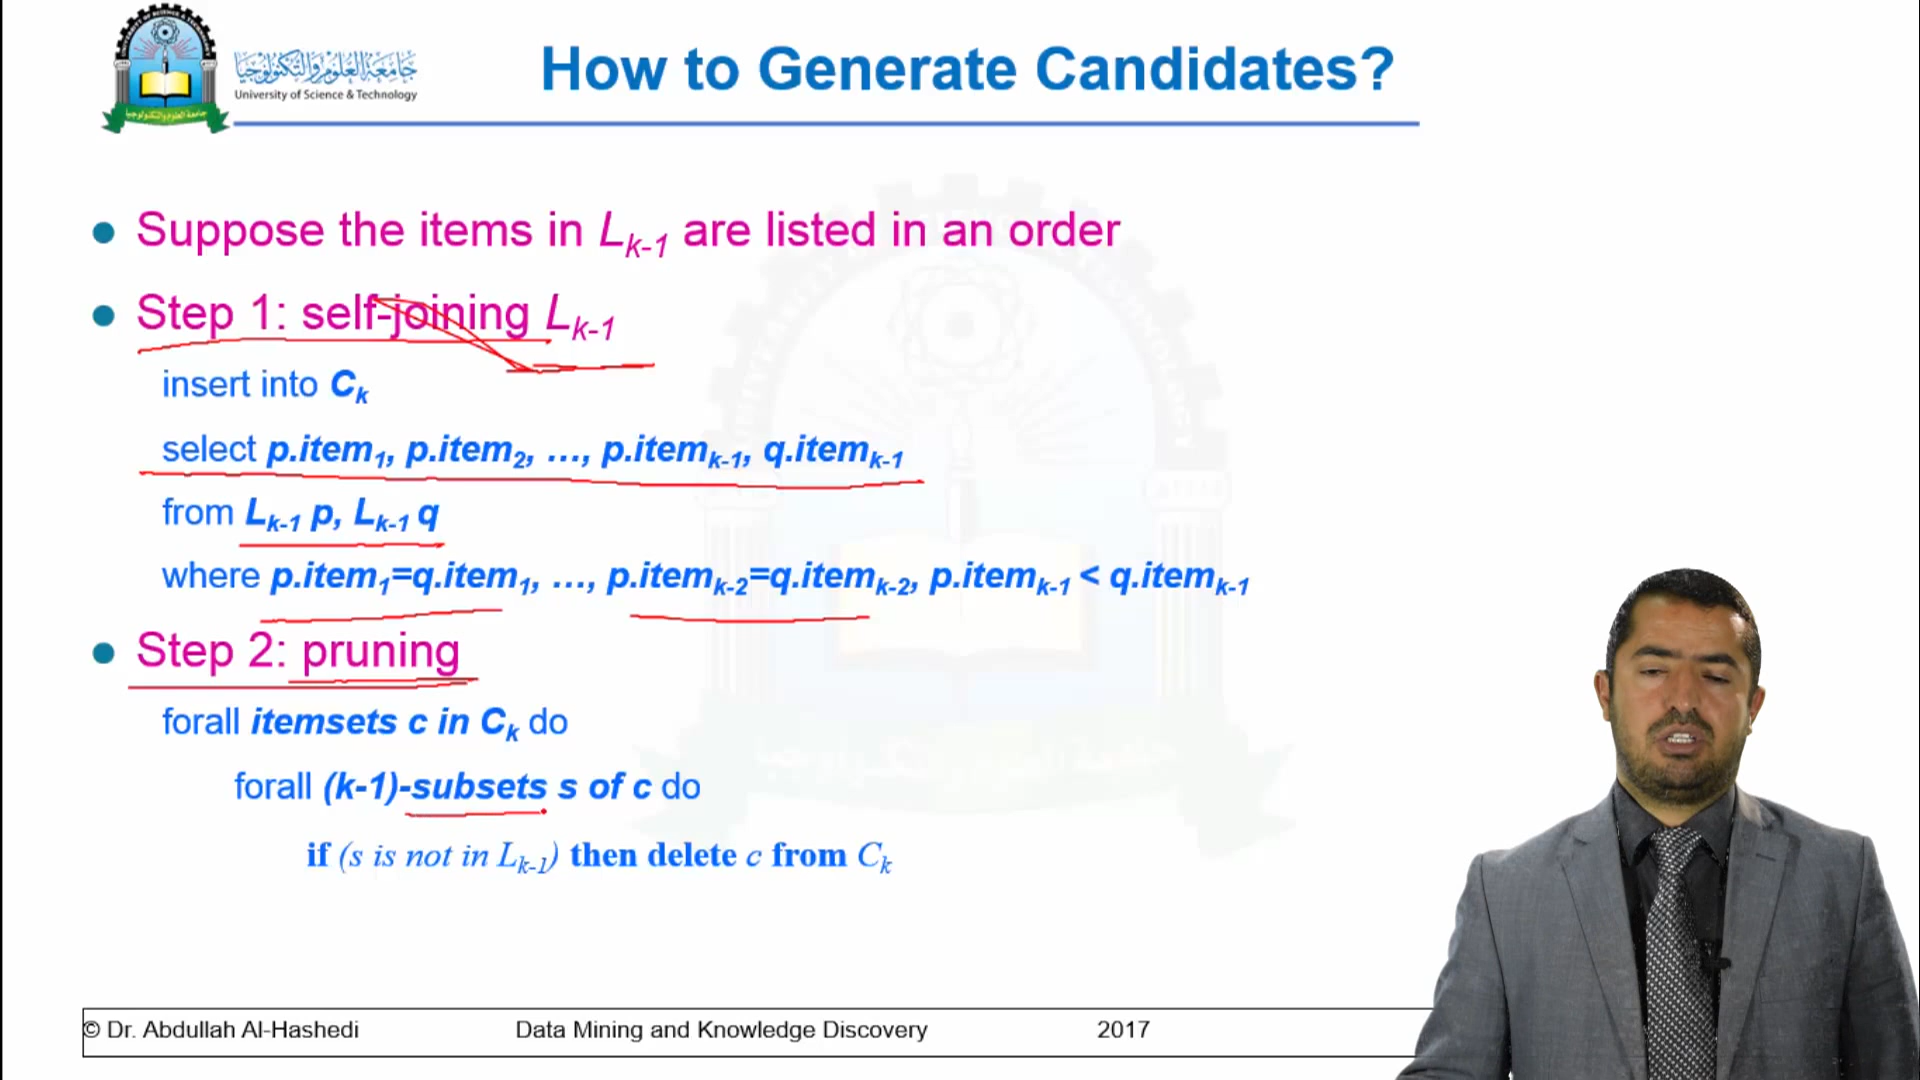 جامعة العلوم والتكنولوجيا
University of Science & Technology
How to Generate Candidates?
Suppose the items in Lk-1 are listed in an order
Step 1: self-joining Lk-1
insert into Ck
select p.item1, p.item2, …, p.itemk-1, q.itemk-1
from Lk-1 p, Lk-1 q
where p.item1=q.item1, …, p.itemk-2=q.itemk-2, p.itemk-1 < q.itemk-1
Step 2: pruning
forall itemsets c in Ck do
forall (k-1)-subsets s of c do
if (s is not in Lk-1) then delete c from Ck
© Dr. Abdullah Al-Hashedi
Data Mining and Knowledge Discovery
2017